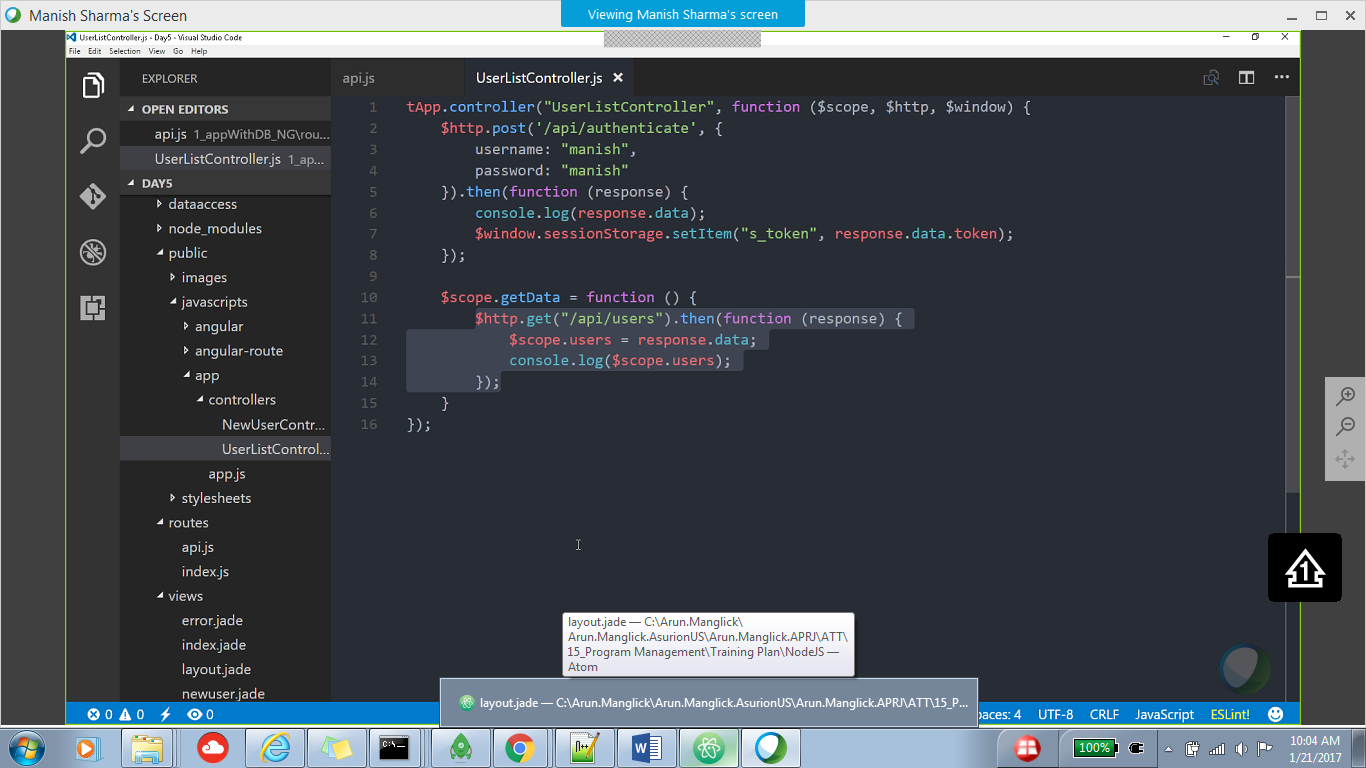 Manish Sharma's Screen
Viewing Manish Sharma's screen
UserListController.js - Day5 - Visual Studio Code
File Edit Selection View Go Help
EXPLORER
OPEN EDITORS
api.js 1_appWithDB_NG\rou...
UserListController.js 1_ap...
DAY5
dataaccess
node_modules
public
images
javascripts
angular
angular-route
app
controllers
NewUserContr...
UserListControl...
app.js
stylesheets
routes
api.js
index.js
views
error.jade
index.jade
layout.jade
newuser.jade
api.js UserListController.js
1 tApp.controller("UserListController", function ($scope, $http, $window) {
2 $http.post('/api/authenticate', {
3 username: "manish",
4 password: "manish"
5 }).then(function (response) {
6 console.log(response.data);
7 $window.sessionStorage.setItem("s_token", response.data.token);
8 });
9
10 $scope.getData = function () {
11 $http.get("/api/users").then(function (response) {
12 $scope.users = response.data;
13 console.log($scope.users);
14 });
15 }
16 });
1
layout.jade — C:\Arun.Manglick\
Arun.Manglick.AsurionUS\Arun.Manglick.APRJ\ATT\
15_Program Management\Training Plan\NodeJS —
Atom
layout.jade — C:\Arun.Manglick\Arun.Manglick.AsurionUS\Arun.Manglick.APRJ\ATT\15_P...
0 0 0 paces: 4 UTF-8 CRLF JavaScript ESLint!
100%
10:04 AM
1/21/2017